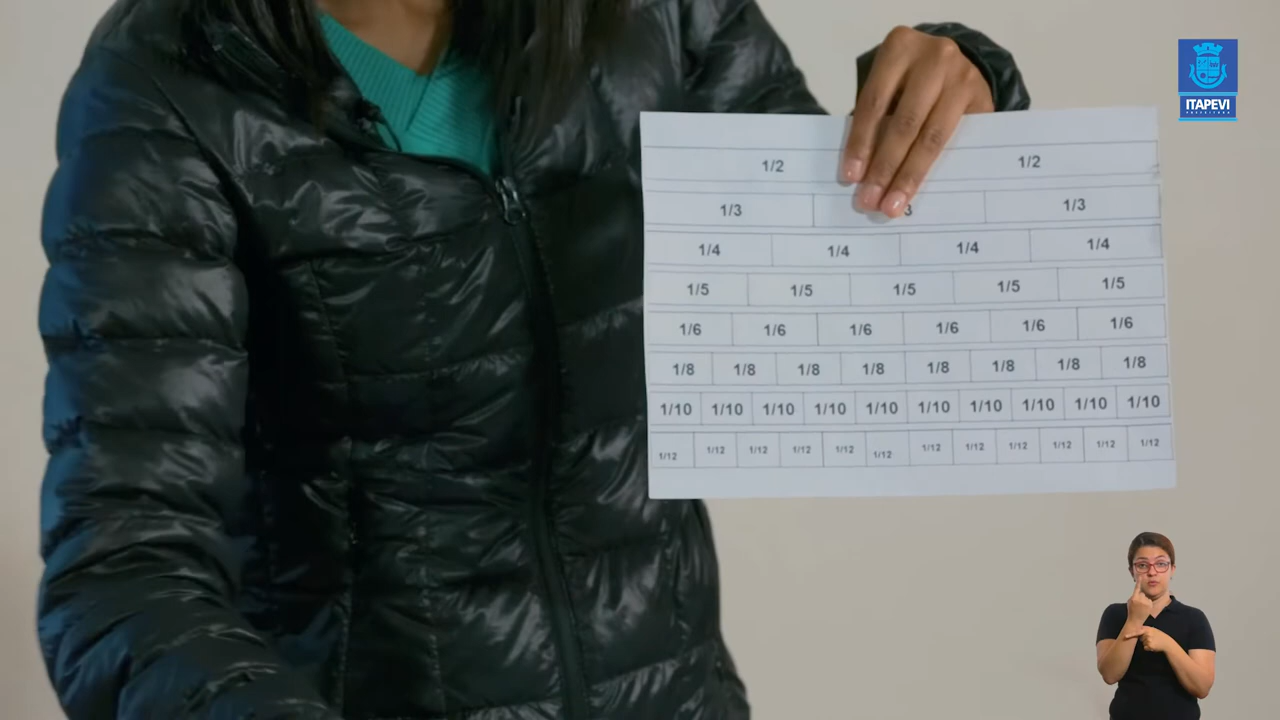 ITAPEVI
PREFEITURA
1/2 1/2
1/3 3 1/3
1/4 1/4 1/4 1/4
1/5 1/5 1/5 1/5 1/5
1/6 1/6 1/6 1/6 1/6 1/6
1/8 1/8 1/8 1/8 1/8 1/8 1/8 1/8
1/10 1/10 1/10 1/10 1/10 1/10 1/10 1/10 1/10 1/10
1/12 1/12 1/12 1/12 1/12 1/12 1/12 1/12 1/12 1/12 1/12 1/12